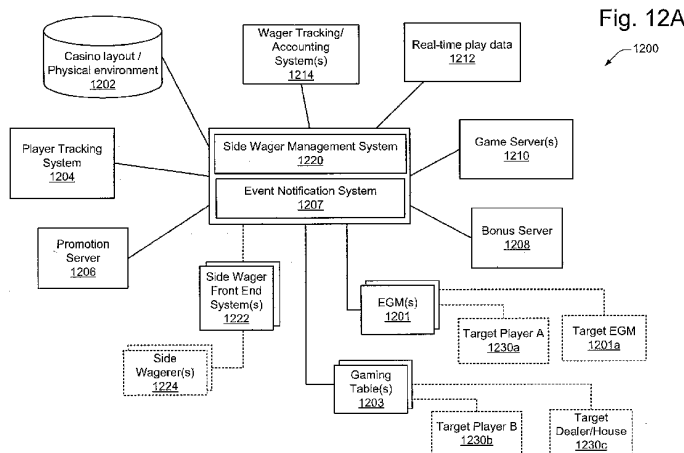 Fig. 12A
1200
Casino layout /
Physical environment
1202
Wager Tracking/
Accounting
System(s)
1214
Real-time play data
1212
Player Tracking
System
1204
Side Wager Management System
1220
Event Notification System
1207
Game Server(s)
1210
Promotion
Server
1206
Bonus Server
1208
Side Wager
Front End
System(s)
1222
EGM(s)
1201
Target Player A
1230a
Target EGM
1201a
Side
Wagerer(s)
1224
Gaming
Table(s)
1203
Target Player B
1230b
Target
Dealer/House
1230c